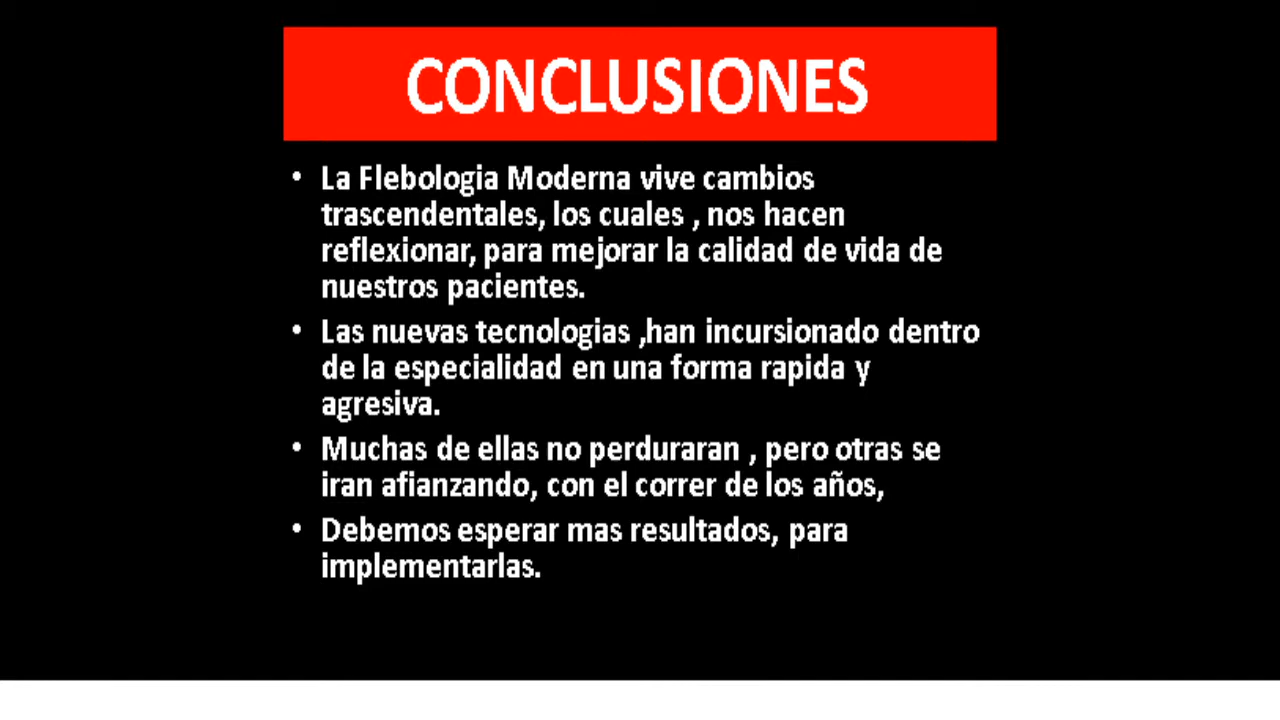 CONCLUSIONES
• La Flebologia Moderna vive cambios
trascendentales, los cuales , nos hacen
reflexionar, para mejorar la calidad de vida de
nuestros pacientes.
• Las nuevas tecnologias ,han incursionado dentro
de la especialidad en una forma rapida y
agresiva.
• Muchas de ellas no perduraran , pero otras se
iran afianzando, con el correr de los años,
• Debemos esperar mas resultados, para
implementarlas.